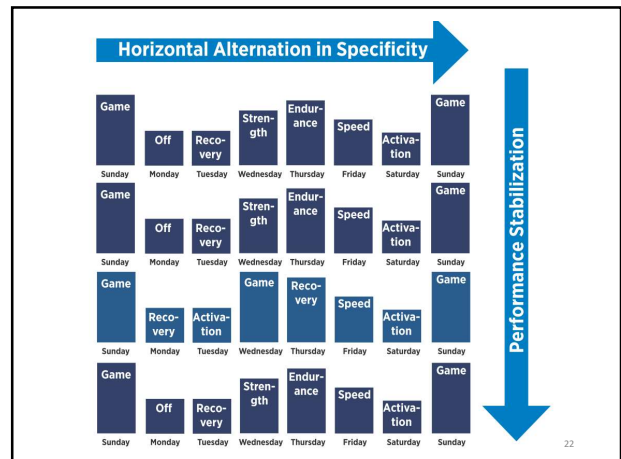 Horizontal Alternation in Specificity
Performance Stabilization
Game
Off
Reco-
very
Stren-
gth
Endur-
ance
Speed
Activa-
tion
Game
Sunday Monday Tuesday Wednesday Thursday Friday Saturday Sunday
Game
Off
Reco-
very
Stren-
gth
Endur-
ance
Speed
Activa-
tion
Game
Sunday Monday Tuesday Wednesday Thursday Friday Saturday Sunday
Game
Reco-
very
Activa-
tion
Game
Reco-
very
Speed
Activa-
tion
Game
Sunday Monday Tuesday Wednesday Thursday Friday Saturday Sunday
Game
Off
Reco-
very
Stren-
gth
Endur-
ance
Speed
Activa-
tion
Game
Sunday Monday Tuesday Wednesday Thursday Friday Saturday Sunday
22